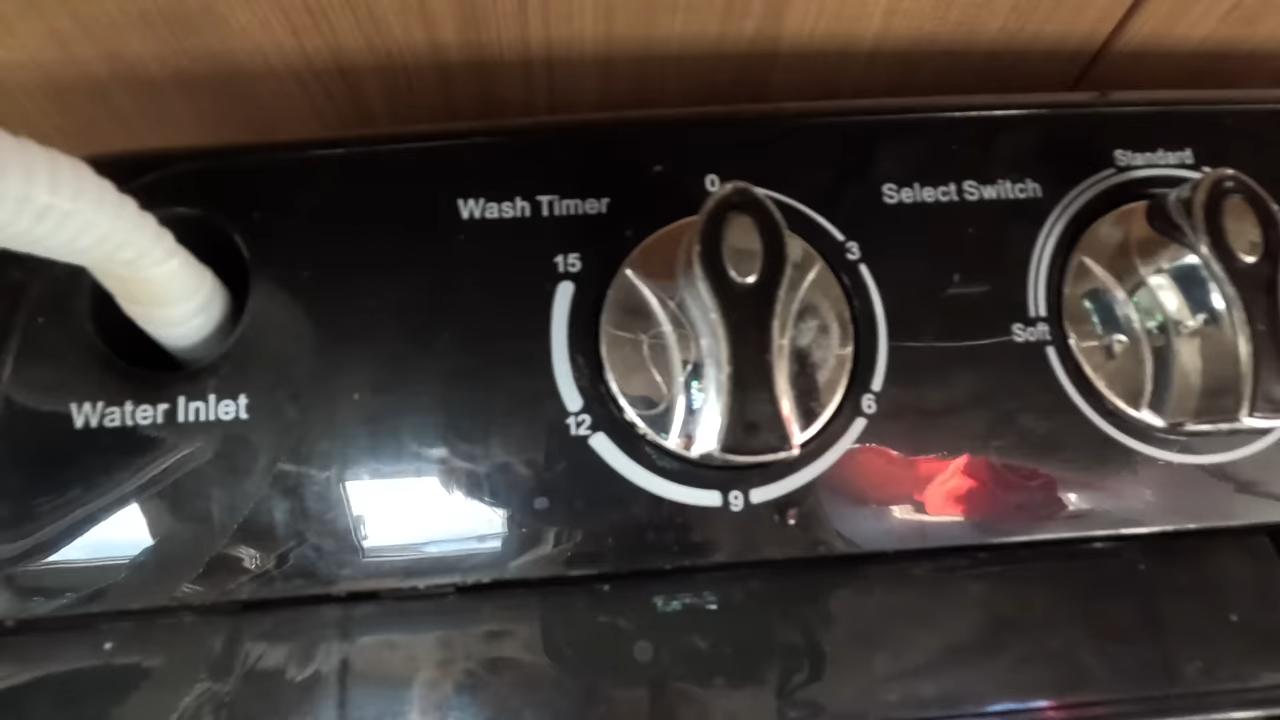 Water Inlet
Wash Timer
0
3
6
9
12
15
Select Switch
Standard
Soft